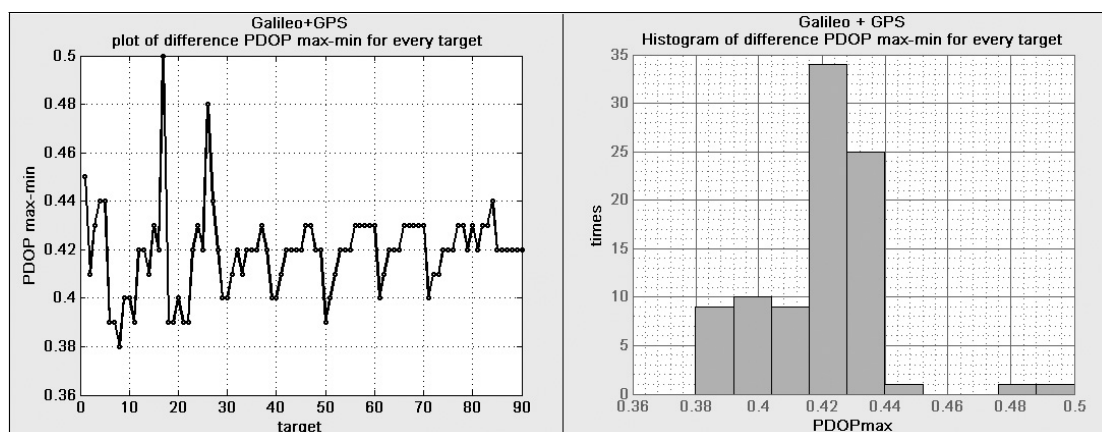 Galileo+GPS
plot of difference PDOP max-min for every target
0.5
0.48
0.46
0.44
0.42
0.4
0.38
0.36
PDOP max-min
0 10 20 30 40 50 60 70 80 90
target
Galileo + GPS
Histogram of difference PDOP max-min for every target
35
30
25
20
15
10
5
0
times
0.36 0.38 0.4 0.42 0.44 0.46 0.48 0.5
PDOPmax